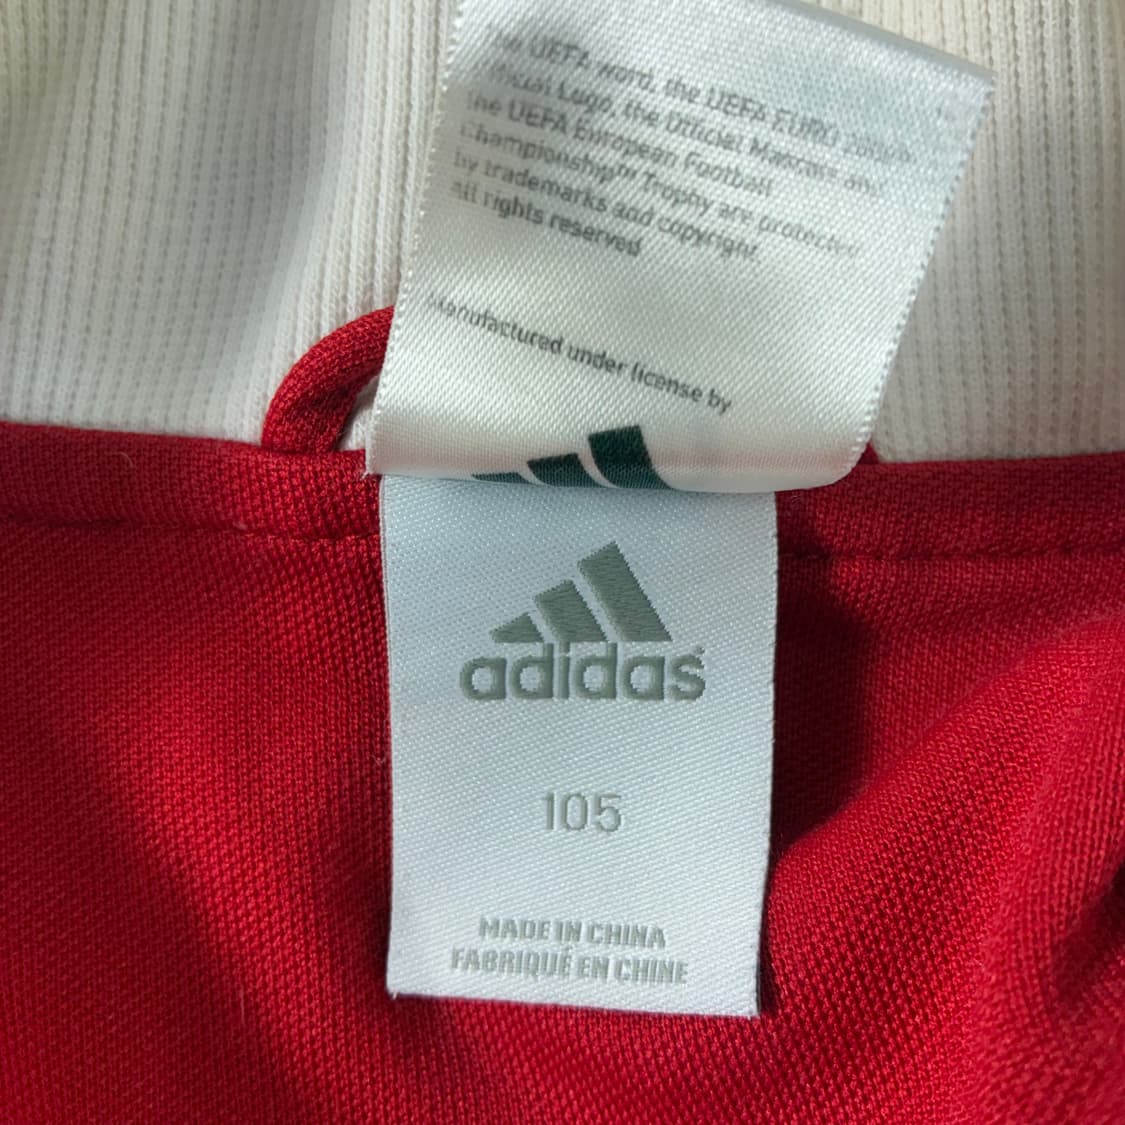 the UEFA word, the UEFA EURO
Official Logo, the Official Mascots and
the UEFA European Football
Championship™ Trophy are protected
by trademarks and copyright.
all rights reserved
Manufactured under license by
adidas
105
MADE IN CHINA
FABRIQUÉ EN CHINE